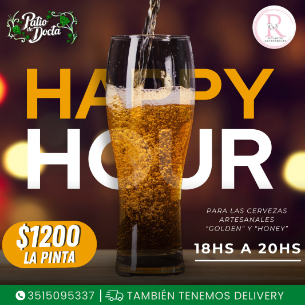 Patio
de
Docta
R
HAPPY
HOUR
PARA LAS CERVEZAS
ARTESANALES
"GOLDEN" Y "HONEY"
18HS A 20HS
$1200
LA PINTA
3515095337 | TAMBIÉN TENEMOS DELIVERY